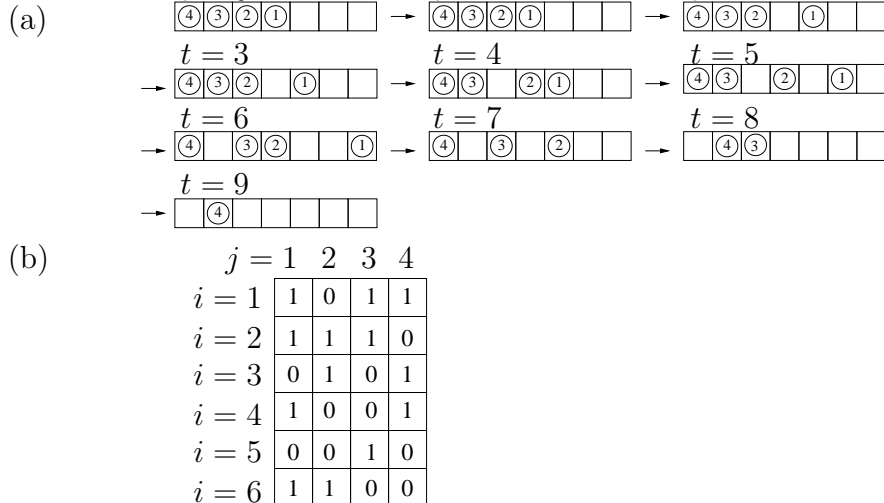 (a) ④ ③ ② ① → ④ ③ ② ① → ④ ③ ② ①
t = 3 t = 4 t = 5
→ ④ ③ ② ① → ④ ③ ② ① → ④ ③ ② ①
t = 6 t = 7 t = 8
→ ④ ③ ② ① → ④ ③ ② → ④ ③
t = 9
→ ④
(b) j = 1 2 3 4
i = 1 1 0 1 1
i = 2 1 1 1 0
i = 3 0 1 0 1
i = 4 1 0 0 1
i = 5 0 0 1 0
i = 6 1 1 0 0